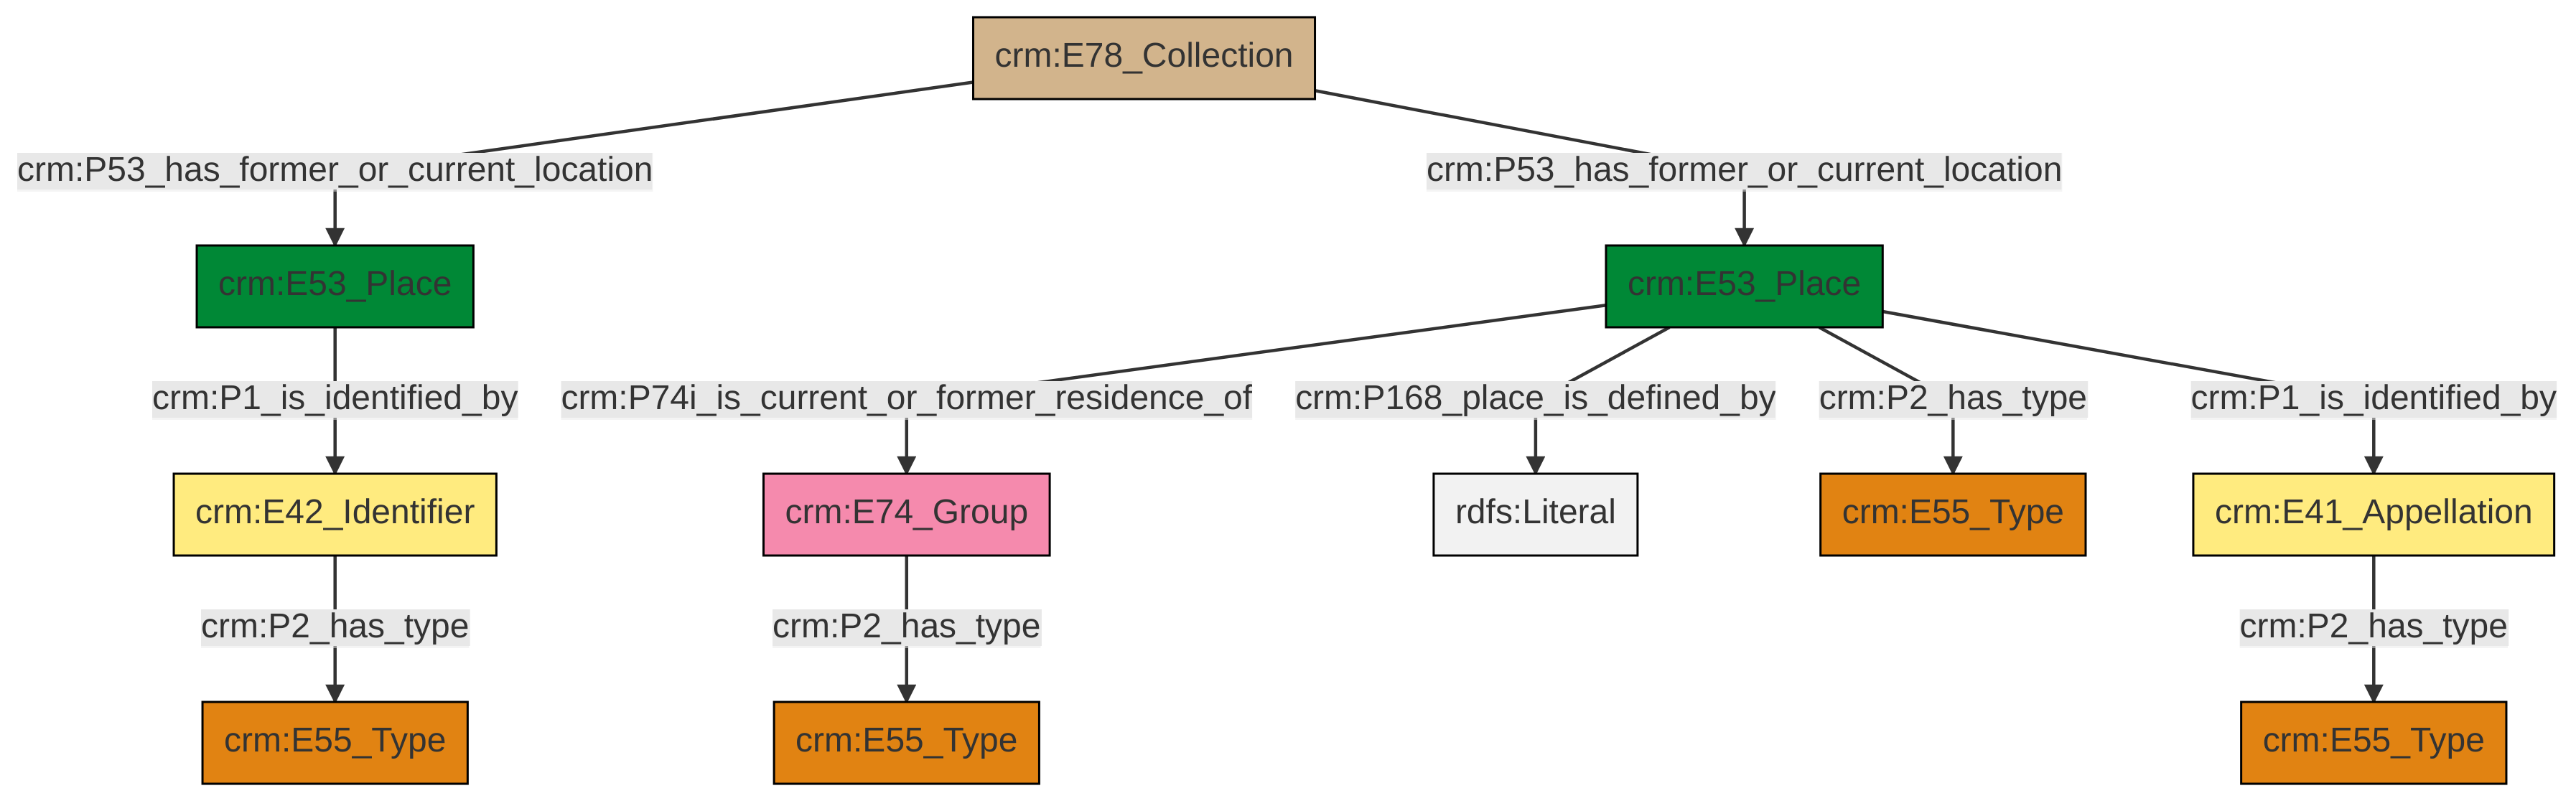 crm:E78_Collection
crm:P53_has_former_or_current_location
crm:P53_has_former_or_current_location
crm:E53_Place
crm:E53_Place
crm:P1_is_identified_by
crm:P74i_is_current_or_former_residence_of
crm:P168_place_is_defined_by
crm:P2_has_type
crm:P1_is_identified_by
crm:E42_Identifier
crm:E74_Group
rdfs:Literal
crm:E55_Type
crm:E41_Appellation
crm:P2_has_type
crm:P2_has_type
crm:P2_has_type
crm:E55_Type
crm:E55_Type
crm:E55_Type